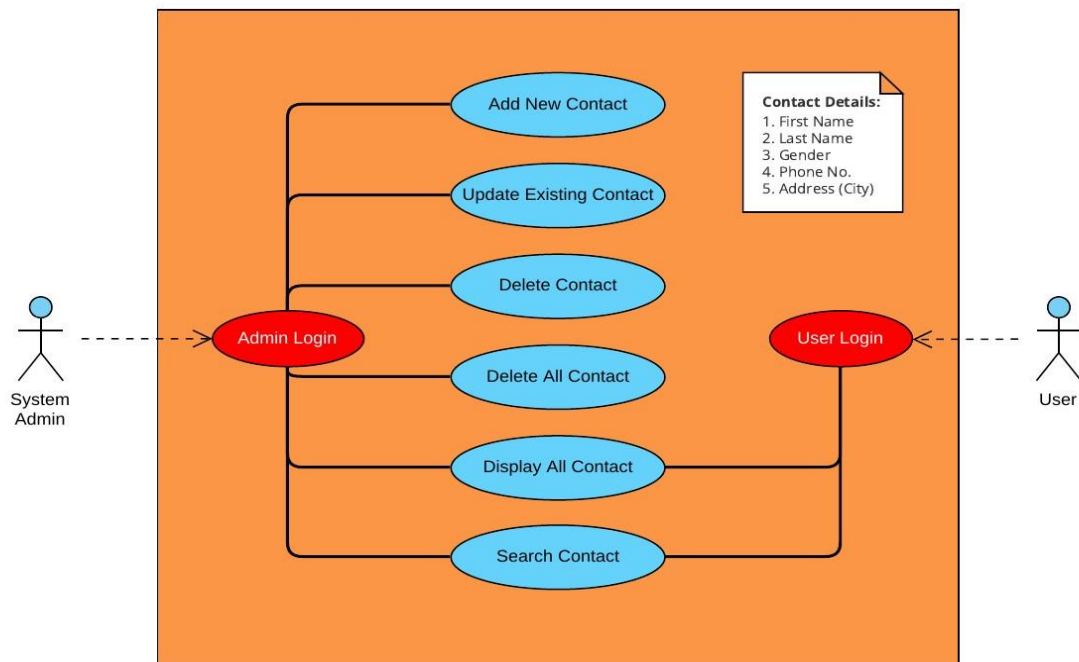 Add New Contact
Contact Details:
1. First Name
2. Last Name
3. Gender
4. Phone No.
5. Address (City)
Update Existing Contact
Delete Contact
Admin Login
User Login
Delete All Contact
System
Admin
User
Display All Contact
Search Contact